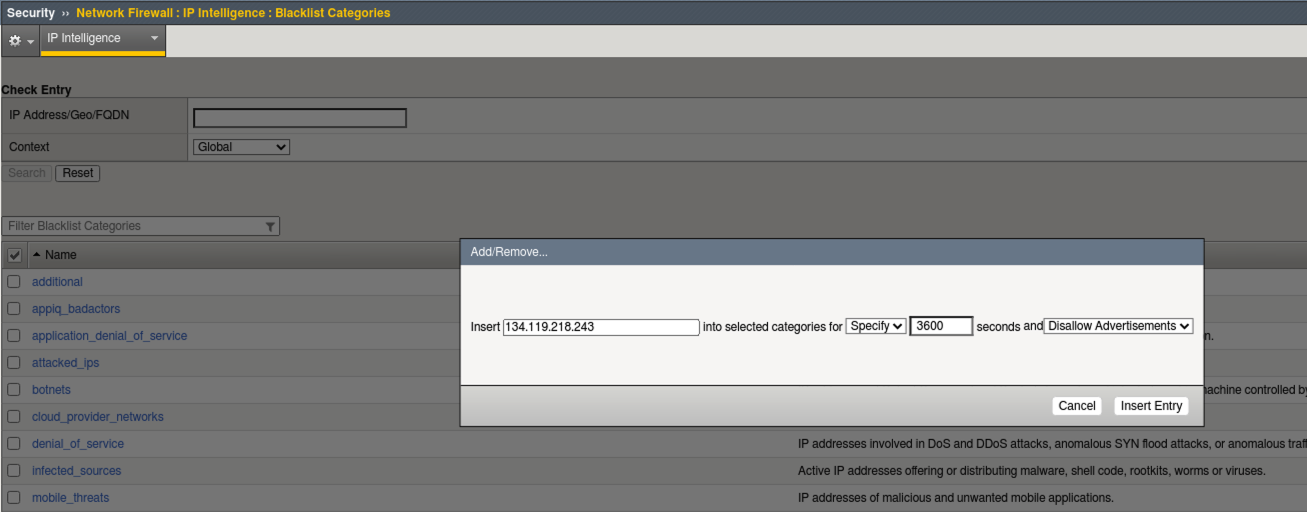 Security ›› Network Firewall : IP Intelligence : Blacklist Categories
IP Intelligence
Check Entry
IP Address/Geo/FQDN
Context Global
Search Reset
Filter Blacklist Categories
Name
Add/Remove...
additional
appiq_badactors
Insert 134.119.218.243 into selected categories for Specify 3600 seconds and Disallow Advertisements
application_denial_of_service n.
attacked_ips
botnets achine controlled by
Cancel Insert Entry
cloud_provider_networks
denial_of_service IP addresses involved in DoS and DDoS attacks, anomalous SYN flood attacks, or anomalous traff
infected_sources Active IP addresses offering or distributing malware, shell code, rootkits, worms or viruses.
mobile_threats IP addresses of malicious and unwanted mobile applications.